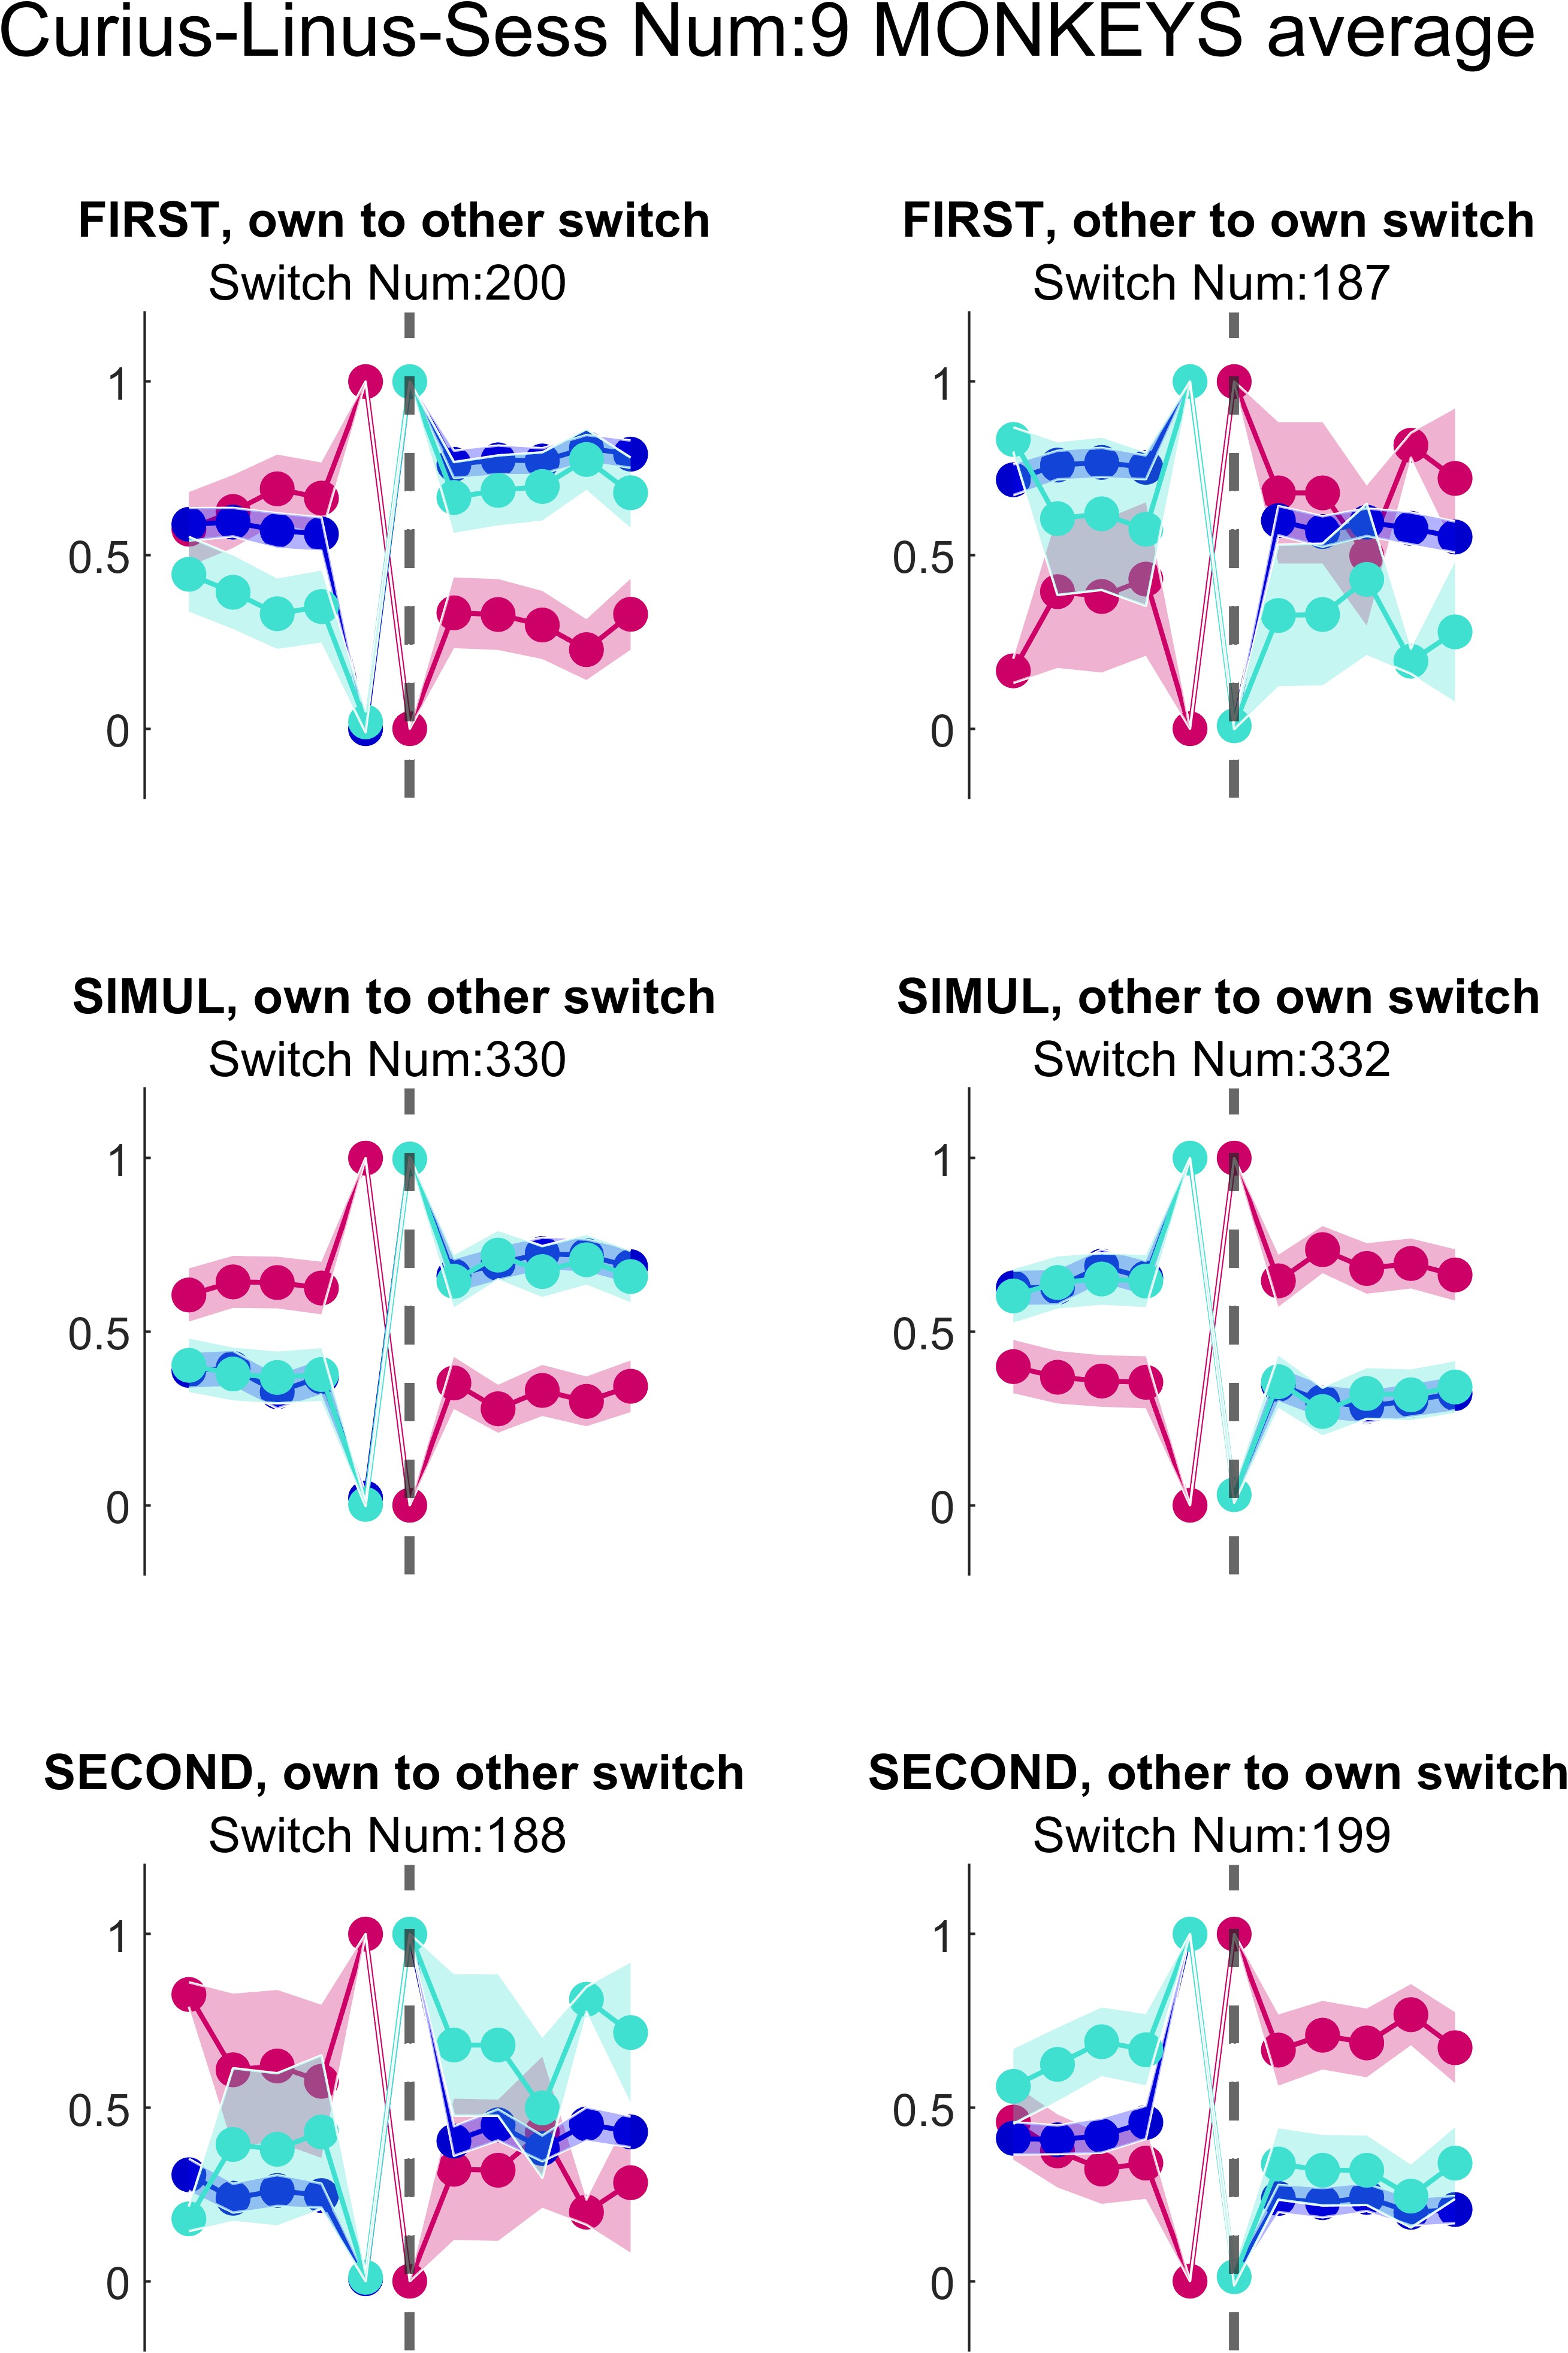 Curius-Linus-Sess Num:9 MONKEYS average
FIRST, own to other switch
Switch Num:200
1
0.5
0
FIRST, other to own switch
Switch Num:187
1
0.5
0
SIMUL, own to other switch
Switch Num:330
1
0.5
0
SIMUL, other to own switch
Switch Num:332
1
0.5
0
SECOND, own to other switch
Switch Num:188
1
0.5
0
SECOND, other to own switch
Switch Num:199
1
0.5
0